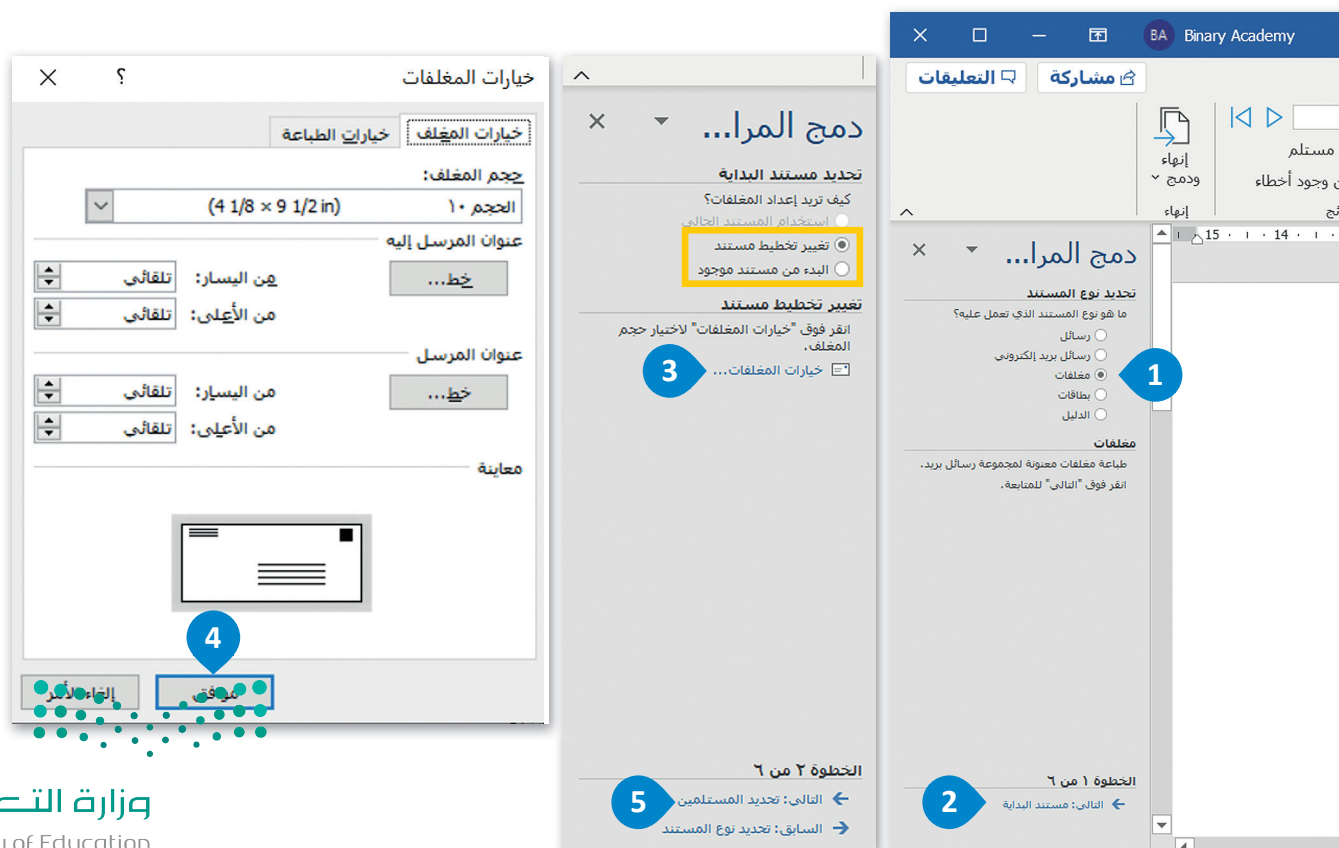 Binary Academy
BA
مشاركة
التعليقات
إنهاء
ودمج
مستلم
وجود أخطاء
إنهاء
15 14
دمج المرا...
تحديد نوع المستند
ما هو نوع المستند الذي تعمل عليه؟
رسائل
رسائل بريد إلكتروني
مغلفات
بطاقات
الدليل
1
مغلفات
طباعة مغلفات معنونة لمجموعة رسائل بريد.
انقر فوق "التالي" للمتابعة.
الخطوة ١ من ٦
التالي: مستند البداية
2
دمج المرا...
تحديد مستند البداية
كيف تريد إعداد المغلفات؟
استخدام المستند الحالي
تغيير تخطيط مستند
البدء من مستند موجود
تغيير تخطيط مستند
انقر فوق "خيارات المغلفات" لاختيار حجم
المغلف.
خيارات المغلفات...
3
الخطوة ٢ من ٦
التالي: تحديد المستلمين
5
السابق: تحديد نوع المستند
خيارات المغلفات
؟
خيارات المغلف
خيارات الطباعة
حجم المغلف:
الحجم ١٠ (4 1/8 × 9 1/2 in)
عنوان المرسل إليه
خط...
من اليسار: تلقائي
من الأعلى: تلقائي
عنوان المرسل
خط...
من اليسار: تلقائي
من الأعلى: تلقائي
معاينة
4
موافق
إلغاء الأمر
وزارة التـ
of Education